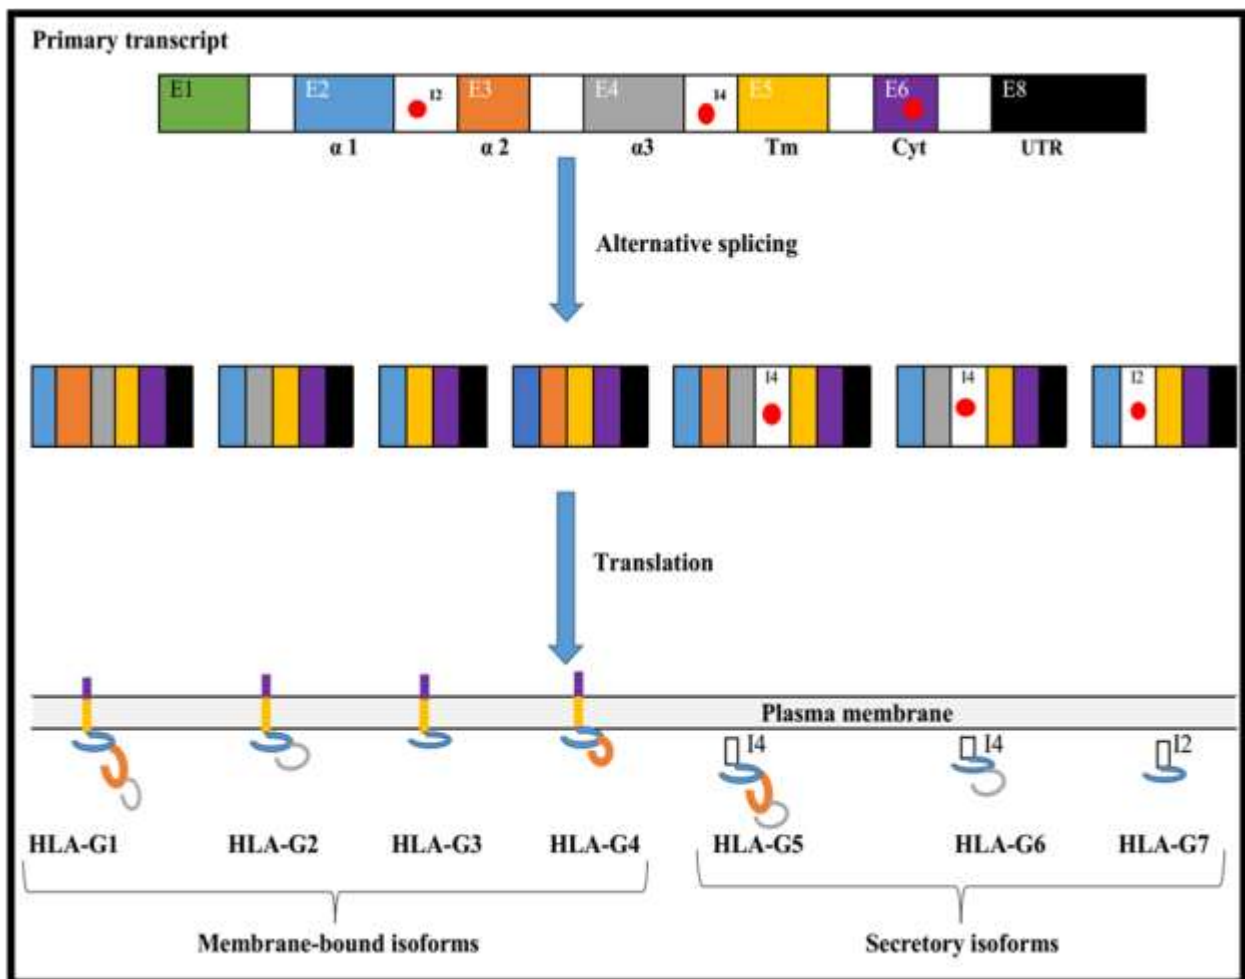 Primary transcript
E1 E2 I2 E3 E4 I4 E5 E6 E8
α 1 α 2 α3 Tm Cyt UTR
Alternative splicing
I4 I4 I2
Translation
Plasma membrane
I4 I4 I2
HLA-G1 HLA-G2 HLA-G3 HLA-G4 HLA-G5 HLA-G6 HLA-G7
Membrane-bound isoforms Secretory isoforms